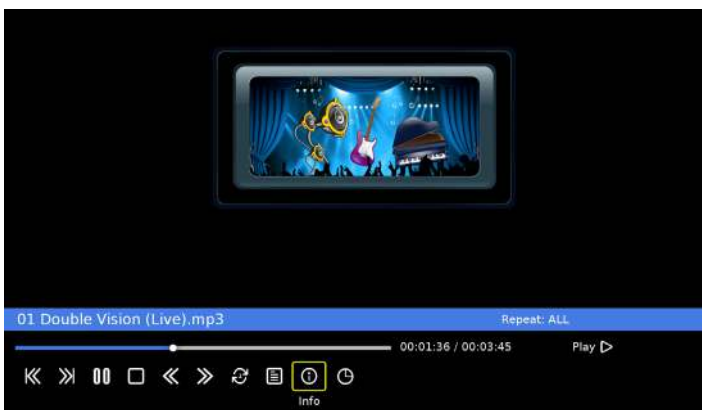 01 Double Vision (Live).mp3
Repeat: ALL
00:01:36 / 00:03:45
Play
Info